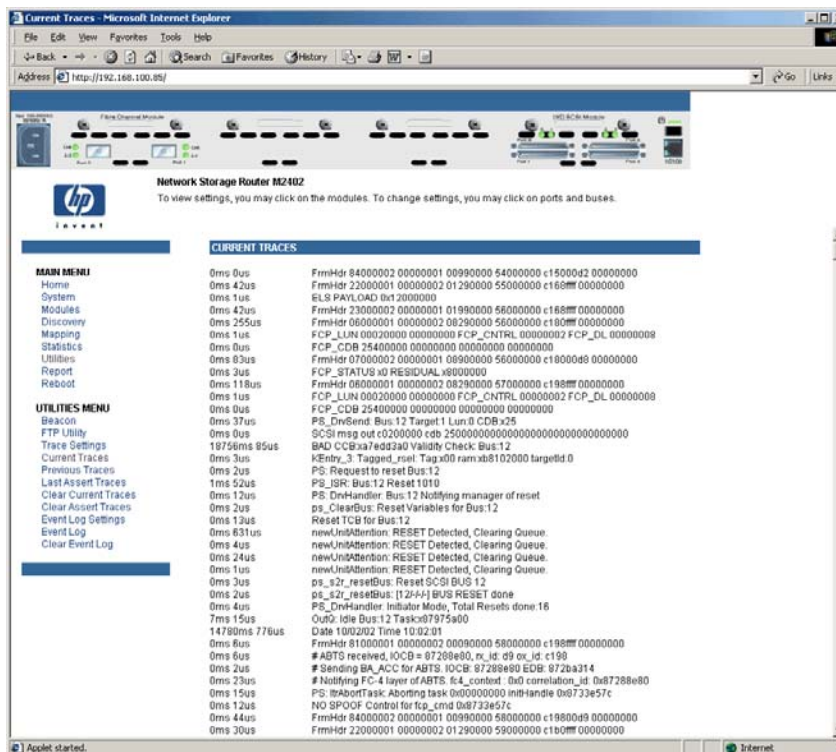 Current Traces - Microsoft Internet Explorer
File Edit View Favorites Tools Help
Back Search Favorites History
Address http://192.168.100.85/ Go Links
Fibre Channel Module
Network Storage Router M2402
To view settings, you may click on the modules. To change settings, you may click on ports and buses.
hp
invent
MAIN MENU
Home
System
Modules
Discovery
Mapping
Statistics
Utilities
Report
Reboot
UTILITIES MENU
Beacon
FTP Utility
Trace Settings
Current Traces
Previous Traces
Last Assert Traces
Clear Current Traces
Clear Assert Traces
Event Log Settings
Event Log
Clear Event Log
CURRENT TRACES
0ms 0us FrmHdr 84000002 00000001 00990000 54000000 c15000d2 00000000
0ms 42us FrmHdr 22000001 00000002 01290000 55000000 c168ffff 00000000
0ms 1us ELS PAYLOAD 0x12000000
0ms 42us FrmHdr 23000002 00000001 01990000 56000000 c168ffff 00000000
0ms 255us FrmHdr 06000001 00000002 08290000 56000000 c180ffff 00000000
0ms 1us FCP_LUN 00020000 00000000 FCP_CNTRL 00000002 FCP_DL 00000008
0ms 0us FCP_CDB 25400000 00000000 00000000 00000000
0ms 83us FrmHdr 07000002 00000001 08900000 56000000 c18000d8 00000000
0ms 3us FCP_STATUS x0 RESIDUAL x8000000
0ms 118us FrmHdr 06000001 00000002 08290000 57000000 c198ffff 00000000
0ms 1us FCP_LUN 00020000 00000000 FCP_CNTRL 00000002 FCP_DL 00000008
0ms 0us FCP_CDB 25400000 00000000 00000000 00000000
0ms 37us PS_DrvSend: Bus:12 Target:1 Lun:0 CDB:x25
0ms 0us SCSI msg out c0200000 cdb
18756ms 85us BAD CCB:xa7edd3a0 Validity Check: Bus:12
0ms 3us KEntry_3: Tagged_rsel: Tag:x00 ram:xb8102000 targetId:0
0ms 2us PS: Request to reset Bus:12
1ms 52us PS_ISR: Bus:12 Reset 1010
0ms 12us PS: DrvHandler: Bus:12 Notifying manager of reset
0ms 2us ps_ClearBus: Reset Variables for Bus:12
0ms 13us Reset TCB for Bus:12
0ms 631us newUnitAttention: RESET Detected, Clearing Queue.
0ms 4us newUnitAttention: RESET Detected, Clearing Queue.
0ms 24us newUnitAttention: RESET Detected, Clearing Queue.
0ms 1us newUnitAttention: RESET Detected, Clearing Queue.
0ms 3us ps_s2r_resetBus: Reset SCSI BUS 12
0ms 2us ps_s2r_resetBus: [12/-/-/-] BUS RESET done
0ms 4us PS_DrvHandler: Initiator Mode, Total Resets done:16
7ms 15us OutQ: Idle Bus:12 Task:x87975a00
14780ms 776us Date 10/02/02 Time 10:02:01
0ms 6us FrmHdr 81000001 00000002 00090000 58000000 c198ffff 00000000
0ms 6us # ABTS received, IOCB = 87288e80, rx_id: d9 ox_id: c198
0ms 2us # Sending BA_ACC for ABTS. IOCB: 87288e80 EDB: 872ba314
0ms 23us # Notifying FC-4 layer of ABTS. fc4_context : 0x0 correlation_id: 0x87288e80
0ms 15us PS: ItrAbortTask: Aborting task 0x00000000 initHandle 0x8733e57c
0ms 12us NO SPOOF Control for fcp_cmd 0x8733e57c
0ms 44us FrmHdr 84000002 00000001 00990000 58000000 c19800d9 00000000
0ms 30us FrmHdr 22000001 00000002 01290000 59000000 c1b0ffff 00000000
Applet started. Internet